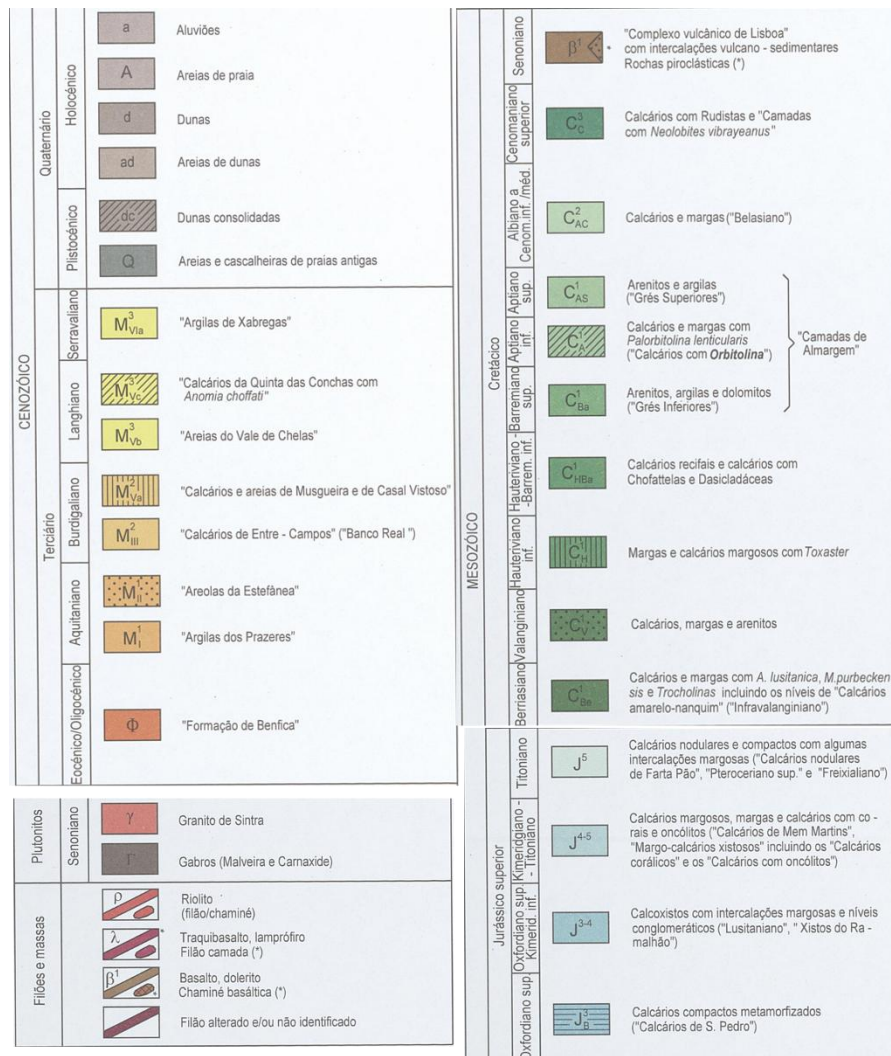 CENOZÓICO
Quaternário
Holocénico
a Aluviões
A Areias de praia
d Dunas
ad Areias de dunas
Plistocénico
dc Dunas consolidadas
Q Areias e cascalheiras de praias antigas
Terciário
Serravaliano
M³VIa "Argilas de Xabregas"
Langhiano
M³Vc "Calcários da Quinta das Conchas com
Anomia choffati"
M³Vb "Areias do Vale de Chelas"
Burdigaliano
M²Va "Calcários e areias de Musgueira e de Casal Vistoso"
M²III "Calcários de Entre - Campos" ("Banco Real ")
Aquitaniano
M¹II "Areolas da Estefânea"
M¹I "Argilas dos Prazeres"
Eocénico/Oligocénico
Φ "Formação de Benfica"
Plutonitos
Senoniano
γ Granito de Sintra
Γ Gabros (Malveira e Carnaxide)
Filões e massas
ρ Riolito
(filão/chaminé)
λ * Traquibasalto, lamprófiro
Filão camada (*)
β¹ * Basalto, dolerito
Chaminé basáltica (*)
Filão alterado e/ou não identificado
MESOZÓICO
Cretácico
Senoniano
β¹ * "Complexo vulcânico de Lisboa"
com intercalações vulcano - sedimentares
Rochas piroclásticas (*)
Cenomaniano
superior
C³C Calcários com Rudistas e "Camadas
com Neolobites vibrayeanus"
Albiano a
Cenom.inf. /méd.
C²AC Calcários e margas ("Belasiano")
Aptiano
sup.
C¹AS Arenitos e argilas
("Grés Superiores")
Aptiano
inf.
C¹A Calcários e margas com
Palorbitolina lenticularis
("Calcários com Orbitolina")
"Camadas de
Almargem"
Barremiano
sup.
C¹Ba Arenitos, argilas e dolomitos
("Grés Inferiores")
Hauteriviano -
-Barrem. inf.
C¹HBa Calcários recifais e calcários com
Chofattelas e Dasicladáceas
Hauteriviano
inf.
C¹H Margas e calcários margosos com Toxaster
Valanginiano
C¹V Calcários, margas e arenitos
Berriasiano
C¹Be Calcários e margas com A. lusitanica, M.purbecken
sis e Trocholinas incluindo os níveis de "Calcários
amarelo-nanquim" ("Infravalanginiano")
Jurássico superior
Titoniano
J⁵ Calcários nodulares e compactos com algumas
intercalações margosas ("Calcários nodulares
de Farta Pão", "Pteroceriano sup." e "Freixialiano")
Kimeridgiano -
- Titoniano
J⁴⁻⁵ Calcários margosos, margas e calcários com co -
rais e oncólitos ("Calcários de Mem Martins",
"Margo-calcários xistosos" incluindo os "Calcários
corálicos" e os "Calcários com oncólitos")
Oxfordiano sup.
Kimerid. inf.
J³⁻⁴ Calcoxistos com intercalações margosas e níveis
conglomeráticos ("Lusitaniano", " Xistos do Ra -
malhão")
Oxfordiano sup.
J³B Calcários compactos metamorfizados
("Calcários de S. Pedro")